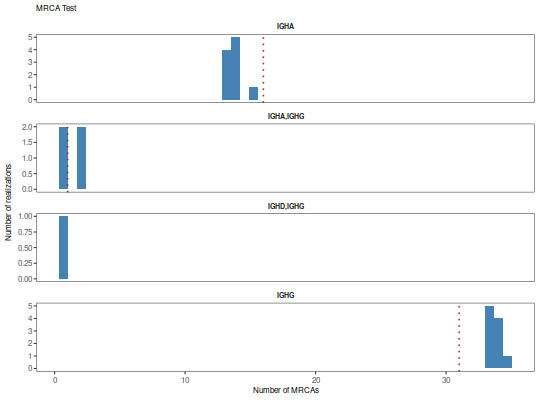 MRCA Test
IGHA
5
4
3
2
1
0
IGHA,IGHG
2.0
1.5
1.0
0.5
0.0
IGHD,IGHG
1.00
0.75
0.50
0.25
0.00
IGHG
5
4
3
2
1
0
0 10 20 30
Number of MRCAs
Number of realizations